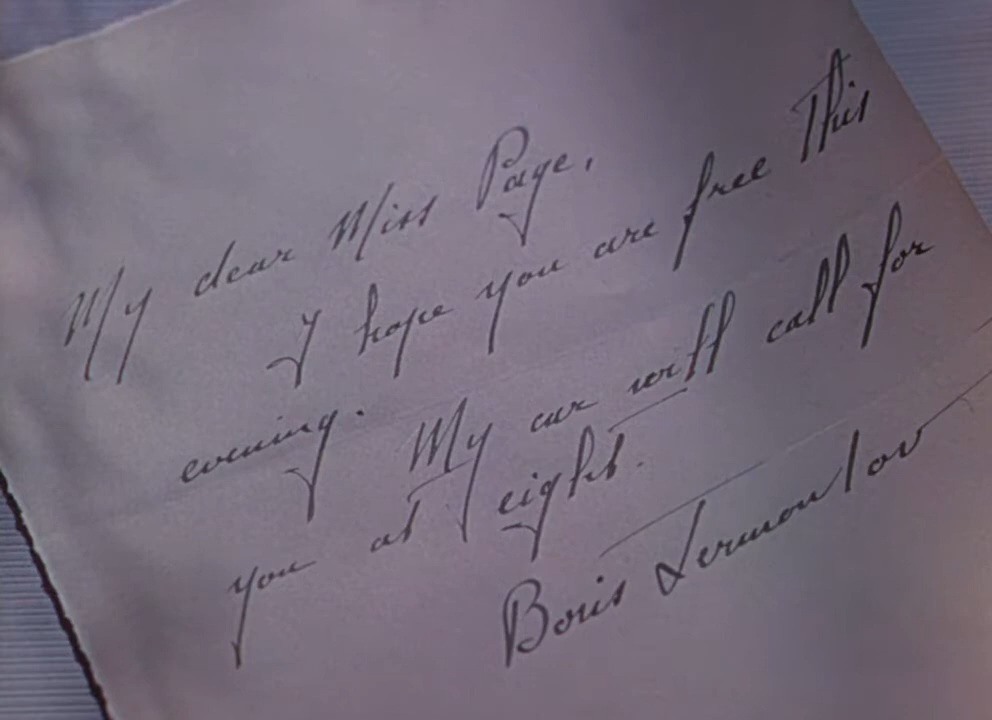 My dear Miss Page,
I hope you are free This
evening. My car will call for
you at eight.
Boris Lermontov